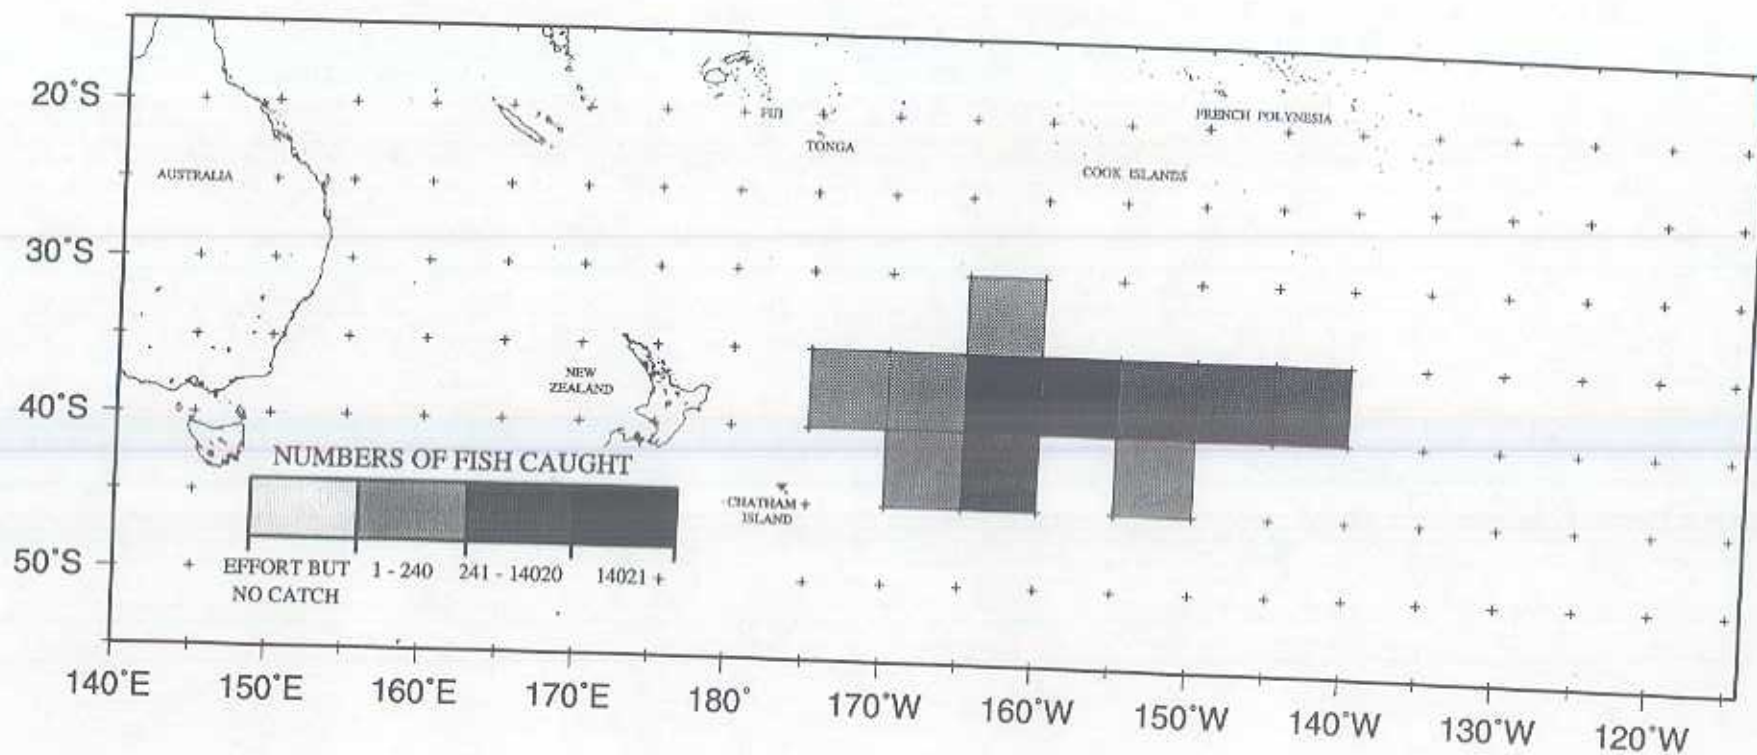 20°S
30°S
40°S
50°S
AUSTRALIA
FIJI
TONGA
COOK ISLANDS
FRENCH POLYNESIA
NEW
ZEALAND
CHATHAM
ISLAND
NUMBERS OF FISH CAUGHT
EFFORT BUT
NO CATCH
1 - 240
241 - 14020
14021 +
140°E
150°E
160°E
170°E
180°
170°W
160°W
150°W
140°W
130°W
120°W